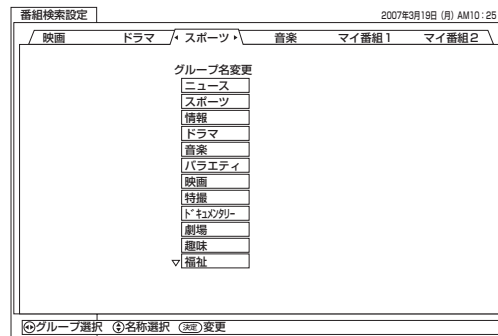 番組検索設定
2007年3月19日 (月) AM10:25
映画 ドラマ スポーツ 音楽 マイ番組1 マイ番組2
グループ名変更
ニュース
スポーツ
情報
ドラマ
音楽
バラエティ
映画
特撮
ドキュメンタリー
劇場
趣味
福祉
グループ選択 名称選択 決定 変更